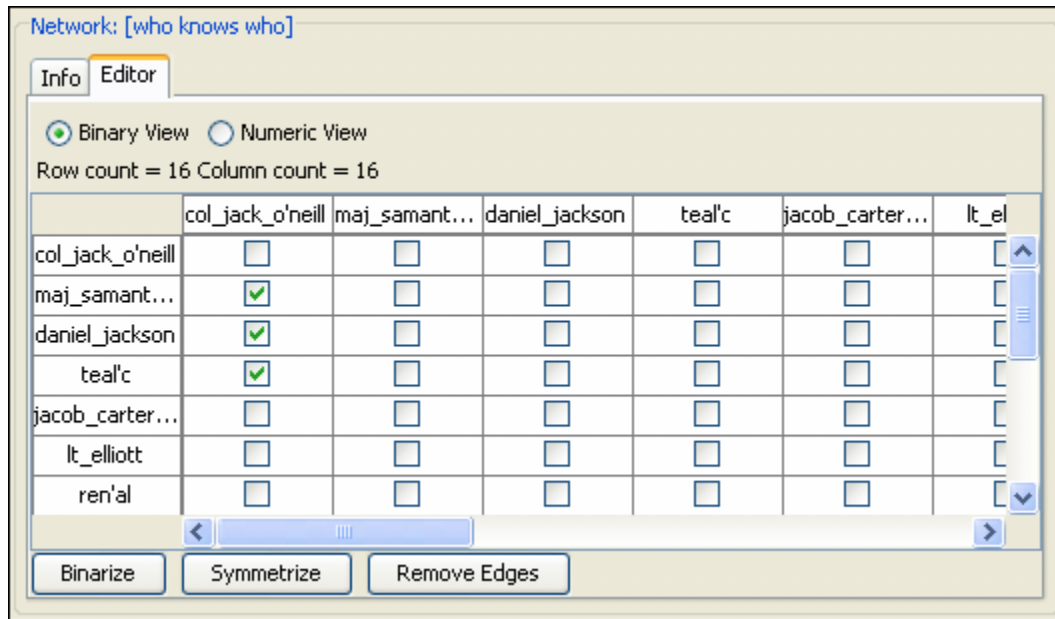 Network: [who knows who]
Info Editor
Binary View Numeric View
Row count = 16 Column count = 16
col_jack_o'neill maj_samant... daniel_jackson teal'c jacob_carter... lt_el
col_jack_o'neill
maj_samant...
daniel_jackson
teal'c
jacob_carter...
lt_elliott
ren'al
Binarize Symmetrize Remove Edges